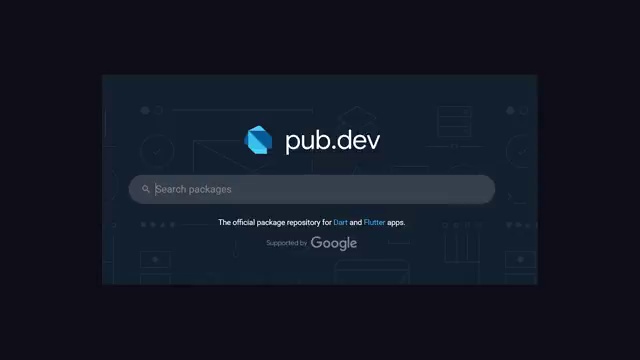 pub.dev
Search packages
The official package repository for Dart and Flutter apps.
Supported by Google